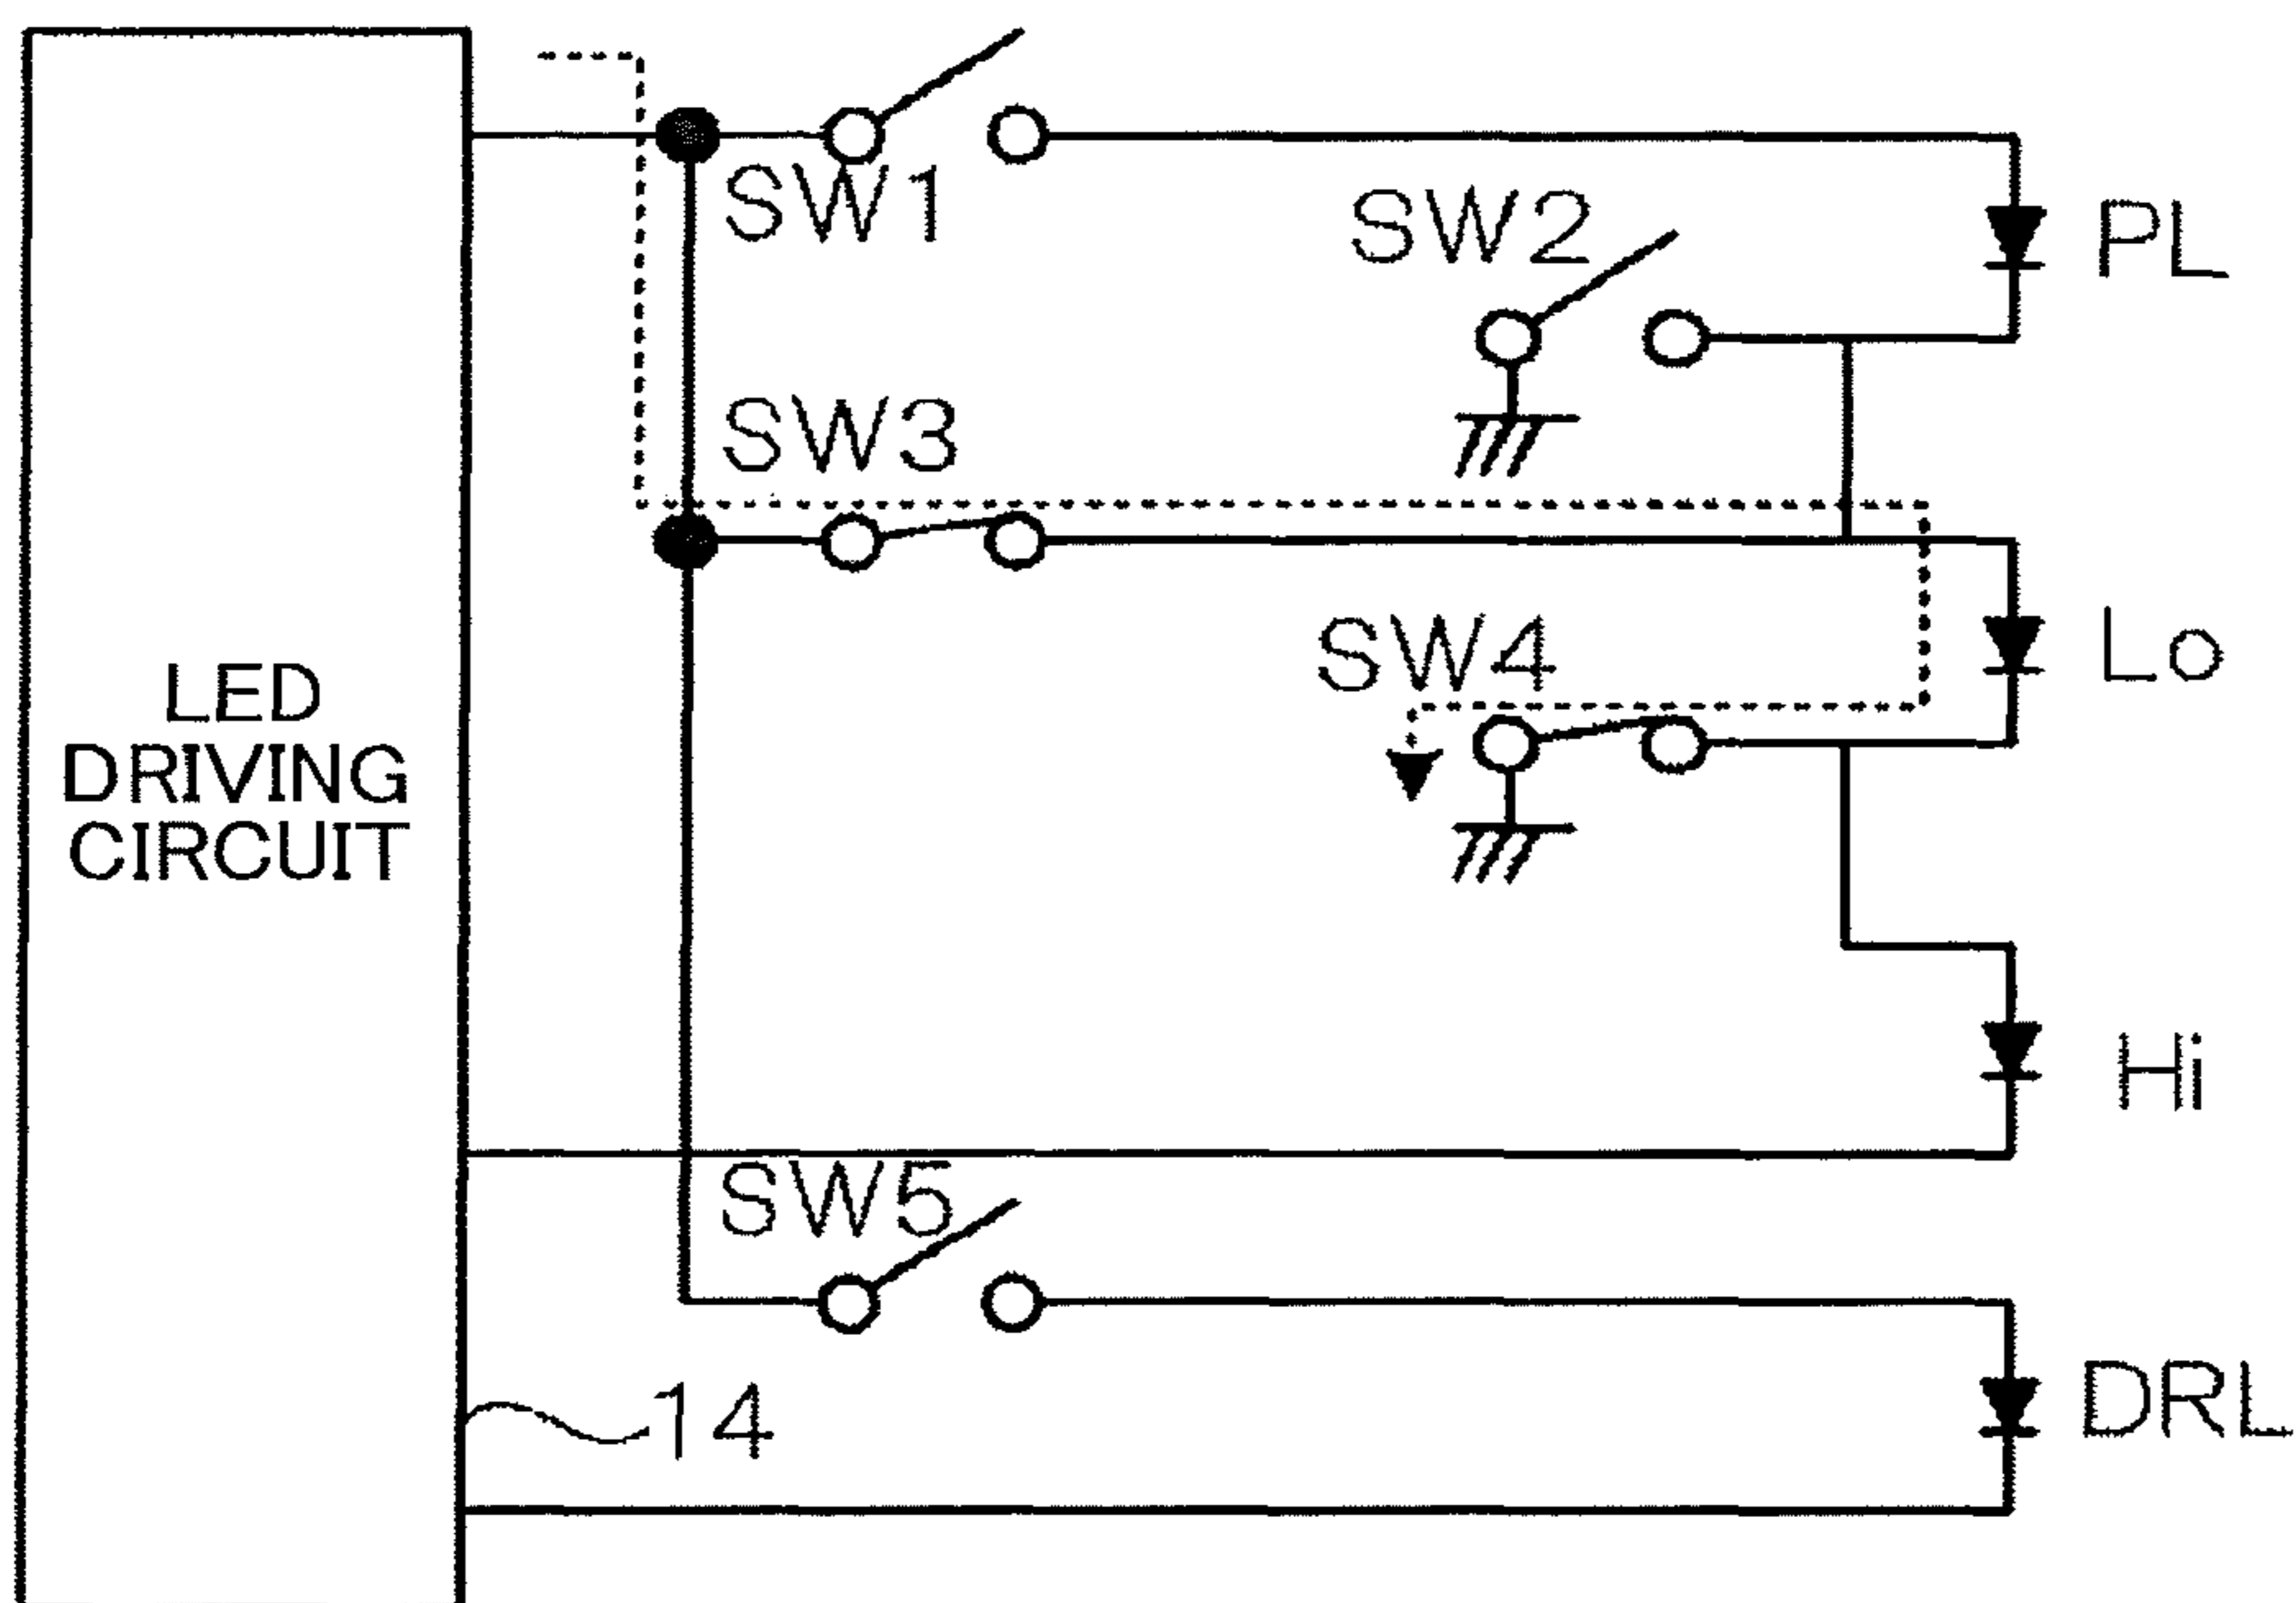 SW1
SW2
PL
SW3
SW4
Lo
LED
DRIVING
CIRCUIT
Hi
SW5
14
DRL